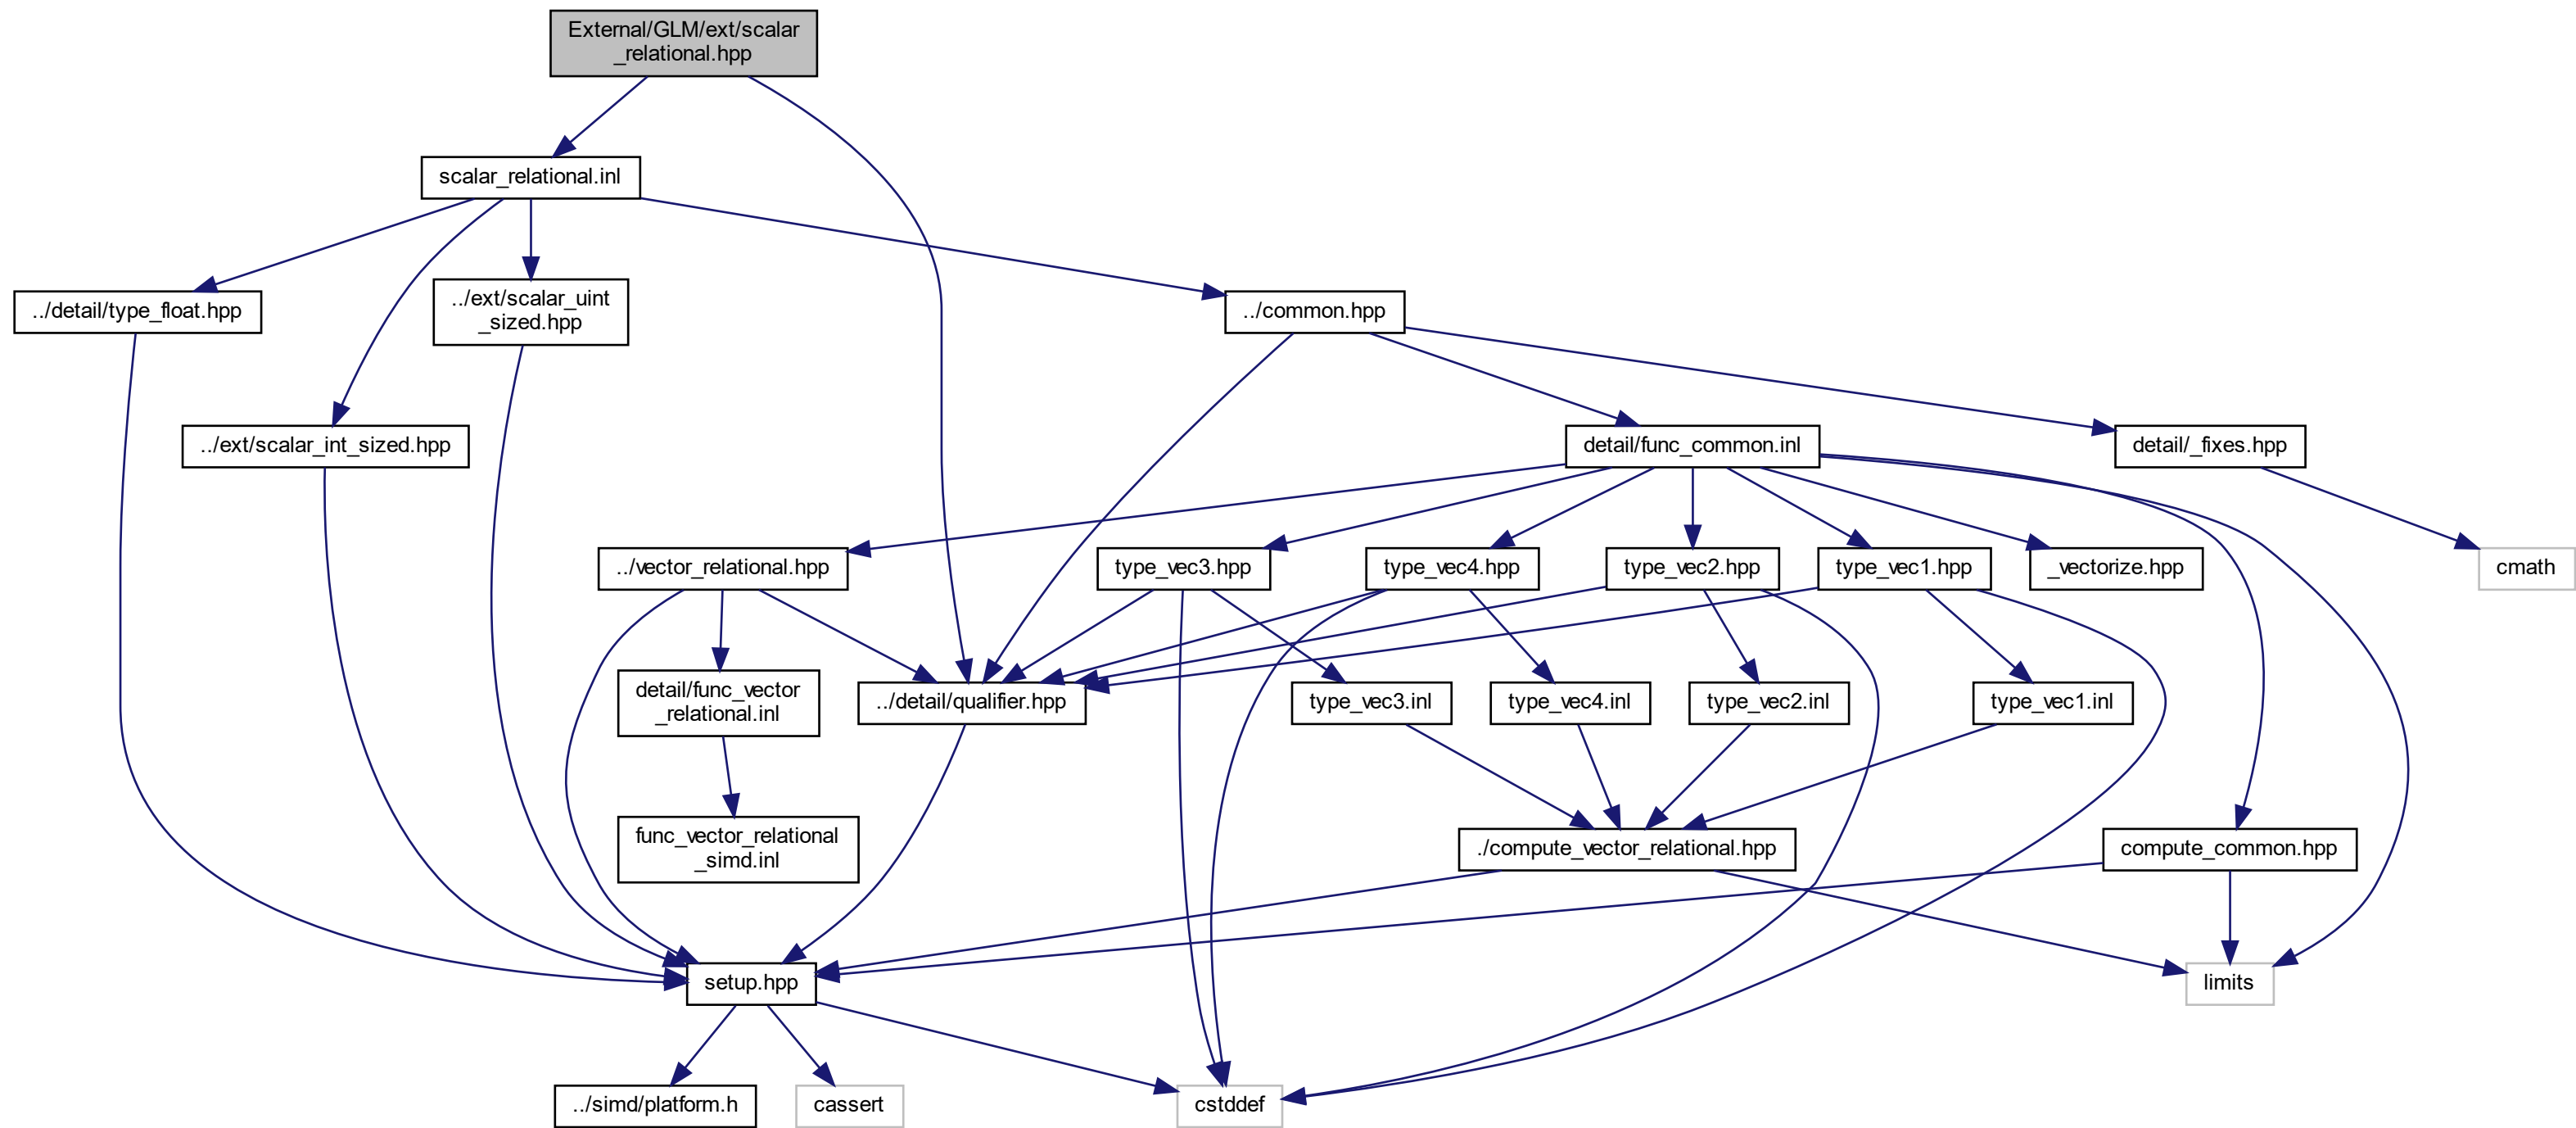 External/GLM/ext/scalar
_relational.hpp
scalar_relational.inl
../detail/type_float.hpp
../ext/scalar_uint
_sized.hpp
../common.hpp
../ext/scalar_int_sized.hpp
detail/func_common.inl
detail/_fixes.hpp
../vector_relational.hpp
type_vec3.hpp
type_vec4.hpp
type_vec2.hpp
type_vec1.hpp
_vectorize.hpp
cmath
detail/func_vector
_relational.inl
../detail/qualifier.hpp
type_vec3.inl
type_vec4.inl
type_vec2.inl
type_vec1.inl
func_vector_relational
_simd.inl
./compute_vector_relational.hpp
compute_common.hpp
setup.hpp
limits
../simd/platform.h
cassert
cstddef